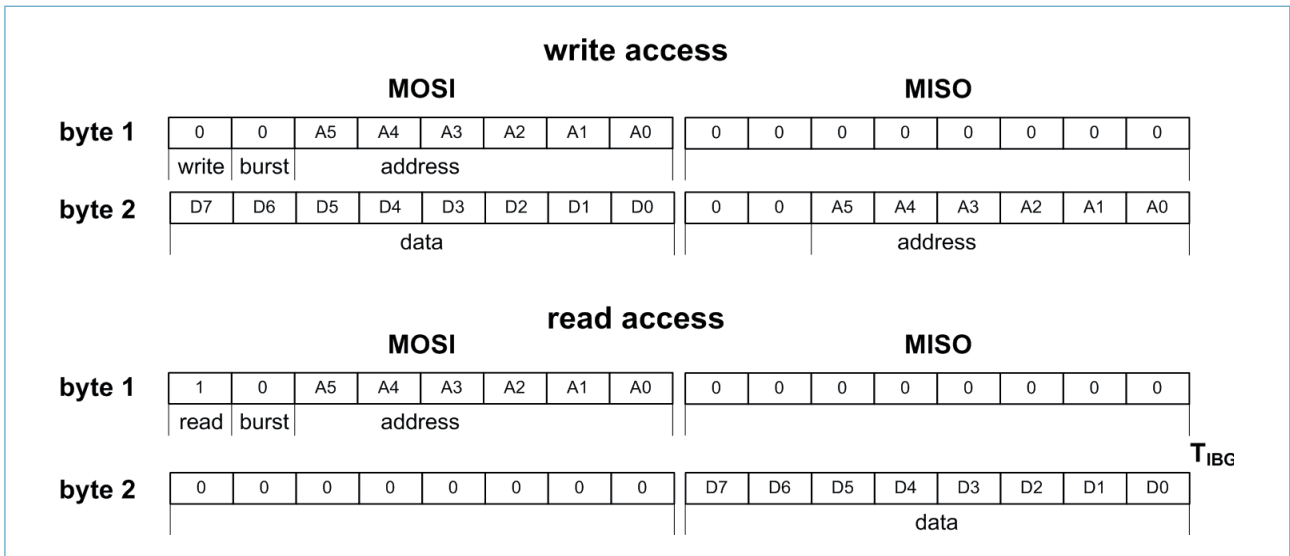 write access
MOSI MISO
byte 1 0 0 A5 A4 A3 A2 A1 A0 0 0 0 0 0 0 0 0
write burst address
byte 2 D7 D6 D5 D4 D3 D2 D1 D0 0 0 A5 A4 A3 A2 A1 A0
data address
read access
MOSI MISO
byte 1 1 0 A5 A4 A3 A2 A1 A0 0 0 0 0 0 0 0 0
read burst address
TIBG
byte 2 0 0 0 0 0 0 0 0 D7 D6 D5 D4 D3 D2 D1 D0
data